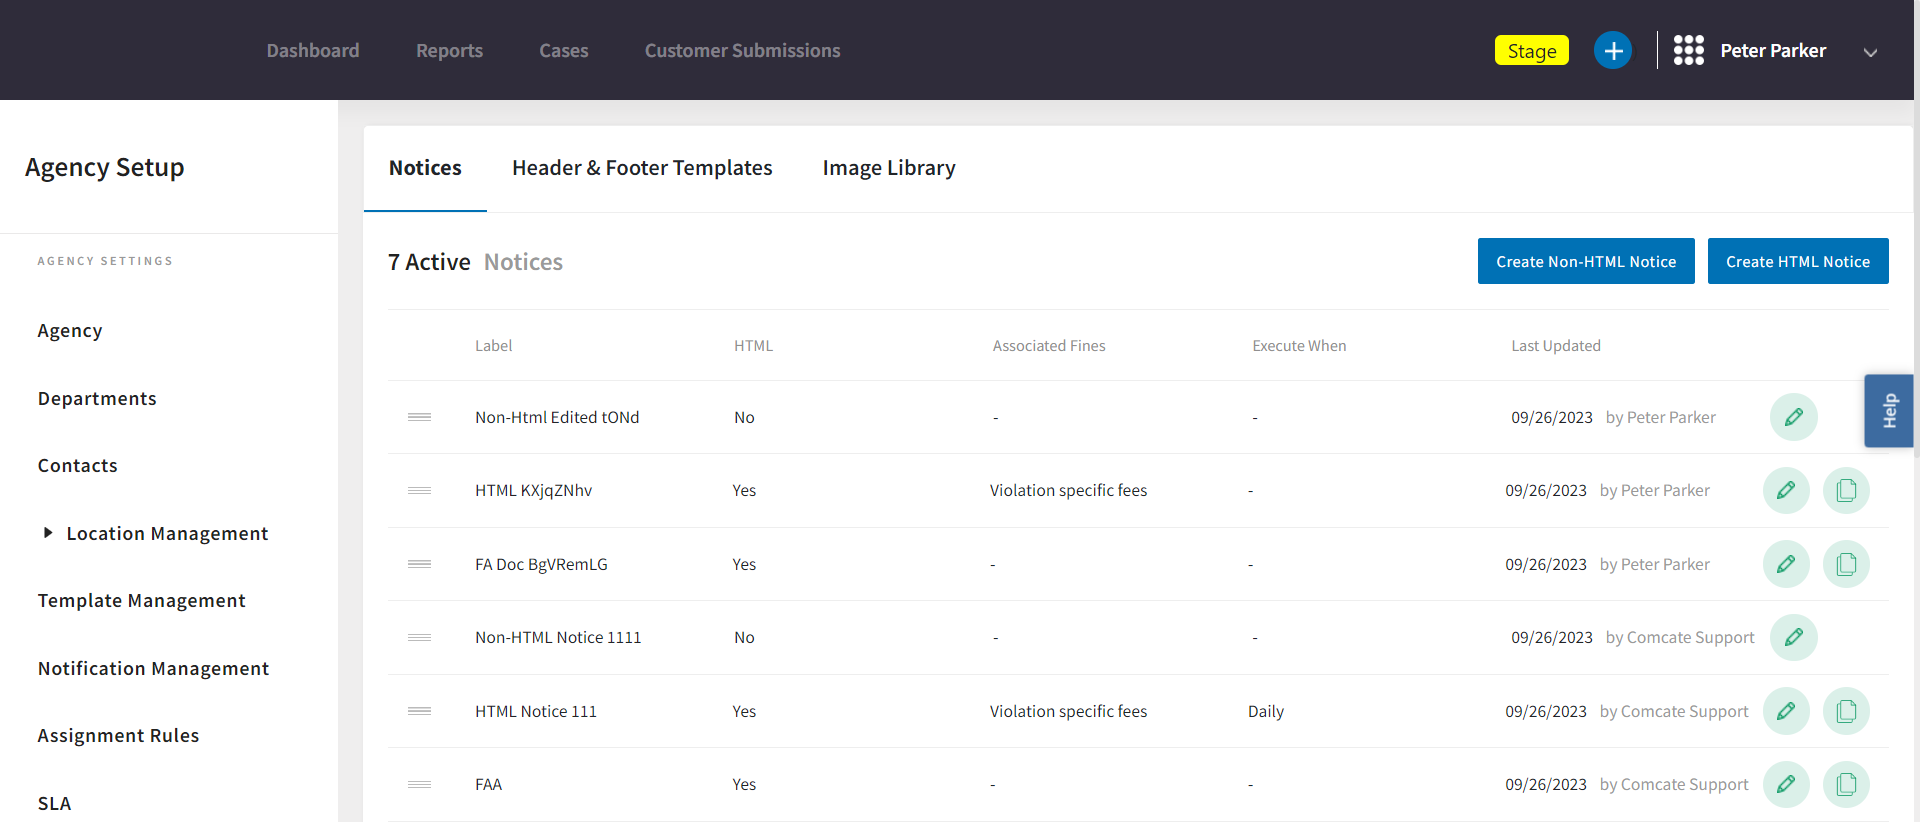 Dashboard Reports Cases Customer Submissions Stage Peter Parker
Agency Setup
AGENCY SETTINGS
Agency
Departments
Contacts
Location Management
Template Management
Notification Management
Assignment Rules
SLA
Notices Header & Footer Templates Image Library
7 Active Notices Create Non-HTML Notice Create HTML Notice
Label HTML Associated Fines Execute When Last Updated
Non-Html Edited tONd No - - 09/26/2023 by Peter Parker
HTML KXjqZNhv Yes Violation specific fees - 09/26/2023 by Peter Parker
FA Doc BgVRemLG Yes - - 09/26/2023 by Peter Parker
Non-HTML Notice 1111 No - - 09/26/2023 by Comcate Support
HTML Notice 111 Yes Violation specific fees Daily 09/26/2023 by Comcate Support
FAA Yes - - 09/26/2023 by Comcate Support
Help